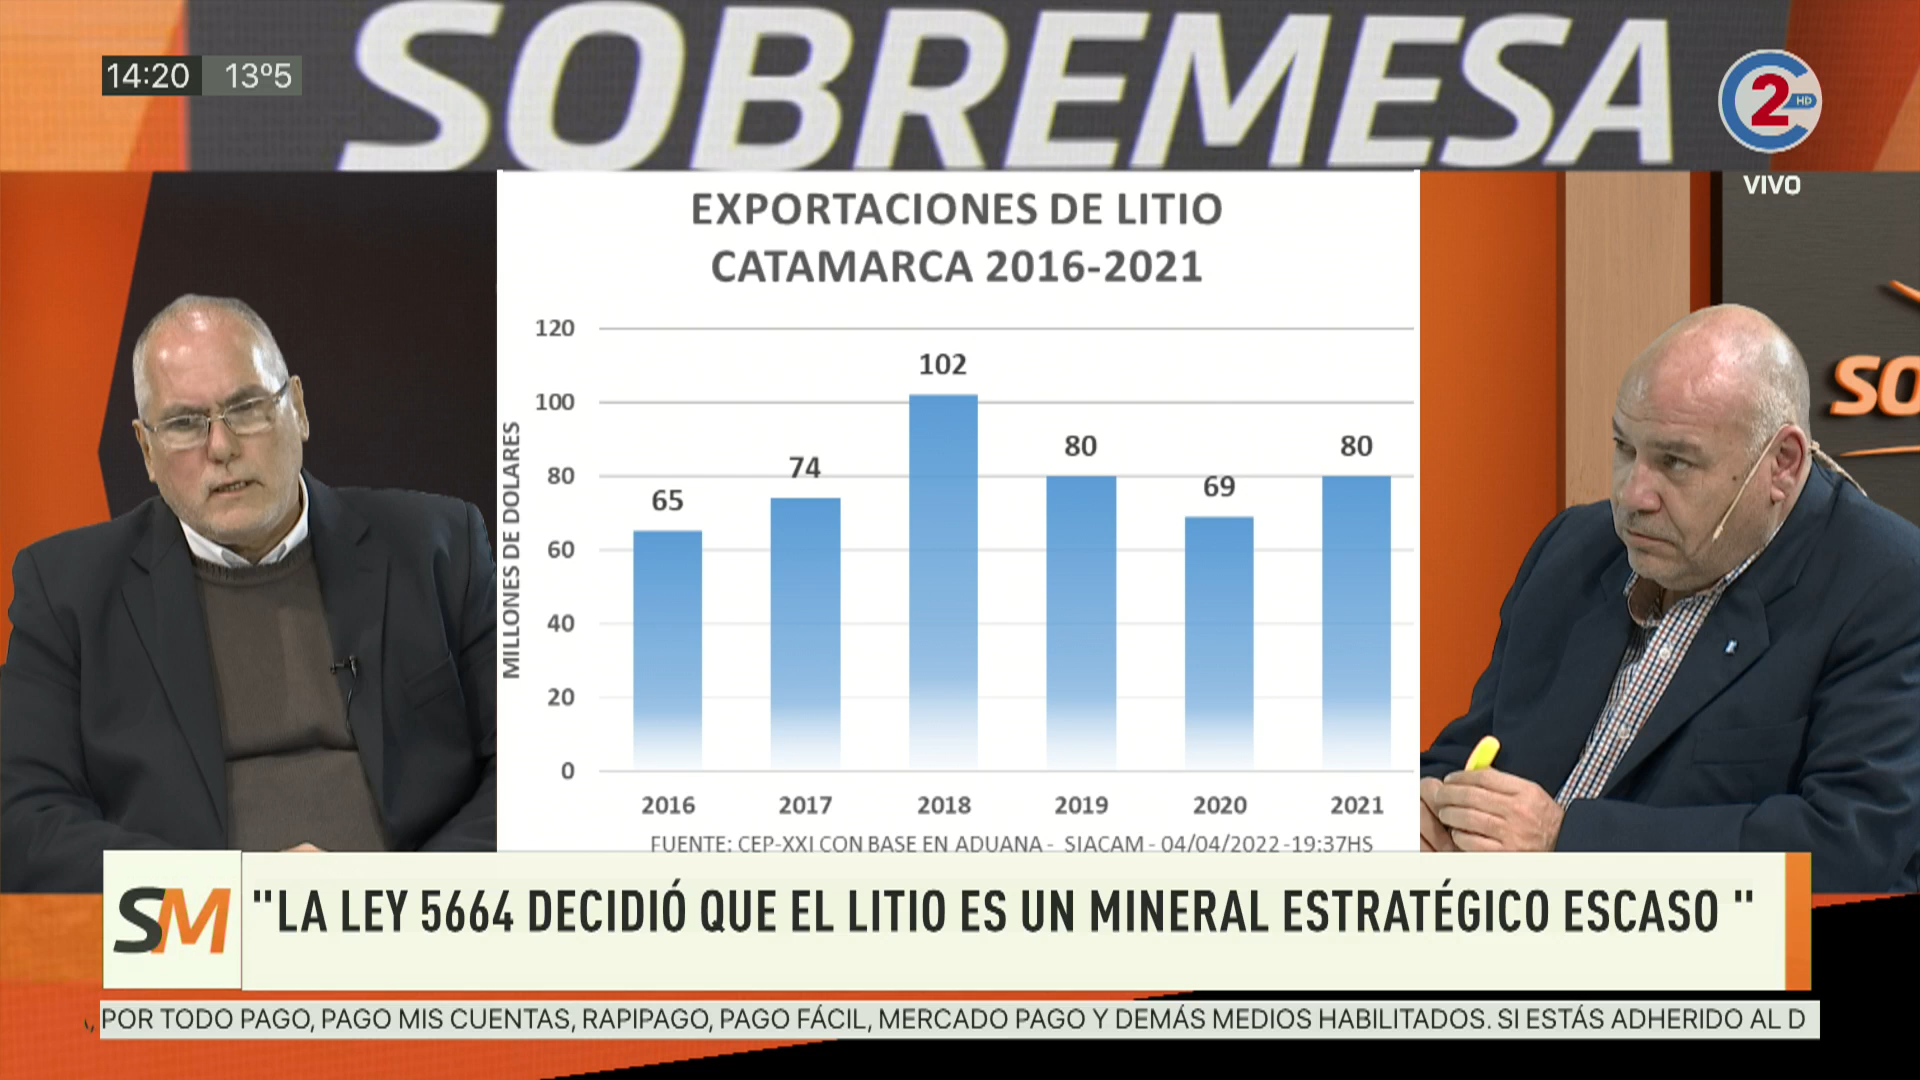 SOBREMESA
14:20 13º5
2 HD
VIVO
EXPORTACIONES DE LITIO
CATAMARCA 2016-2021
MILLONES DE DOLARES
120
100
80
60
40
20
0
65
74
102
80
69
80
2016 2017 2018 2019 2020 2021
FUENTE: CEP-XXI CON BASE EN ADUANA - SIACAM - 04/04/2022 -19:37HS
SO
SM
"LA LEY 5664 DECIDIÓ QUE EL LITIO ES UN MINERAL ESTRATÉGICO ESCASO "
, POR TODO PAGO, PAGO MIS CUENTAS, RAPIPAGO, PAGO FÁCIL, MERCADO PAGO Y DEMÁS MEDIOS HABILITADOS. SI ESTÁS ADHERIDO AL D